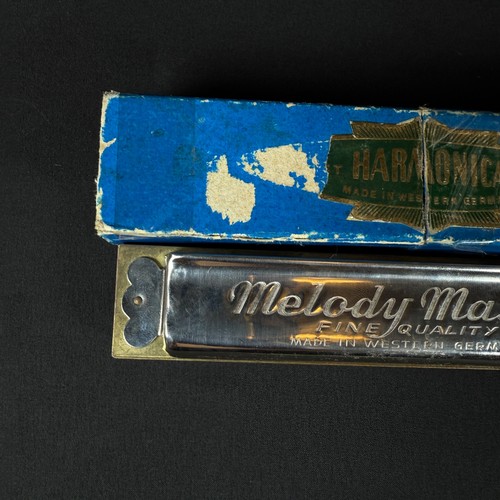 HARMONICA
MADE IN WESTERN GERM
Melody Ma
FINE QUALITY
MADE IN WESTERN GERM